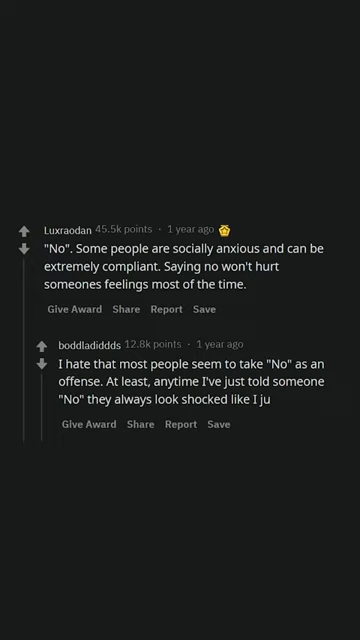 Luxraodan 45.5k points · 1 year ago
"No". Some people are socially anxious and can be
extremely compliant. Saying no won't hurt
someones feelings most of the time.
Give Award Share Report Save
boddladiddds 12.8k points · 1 year ago
I hate that most people seem to take "No" as an
offense. At least, anytime I've just told someone
"No" they always look shocked like I ju
Give Award Share Report Save